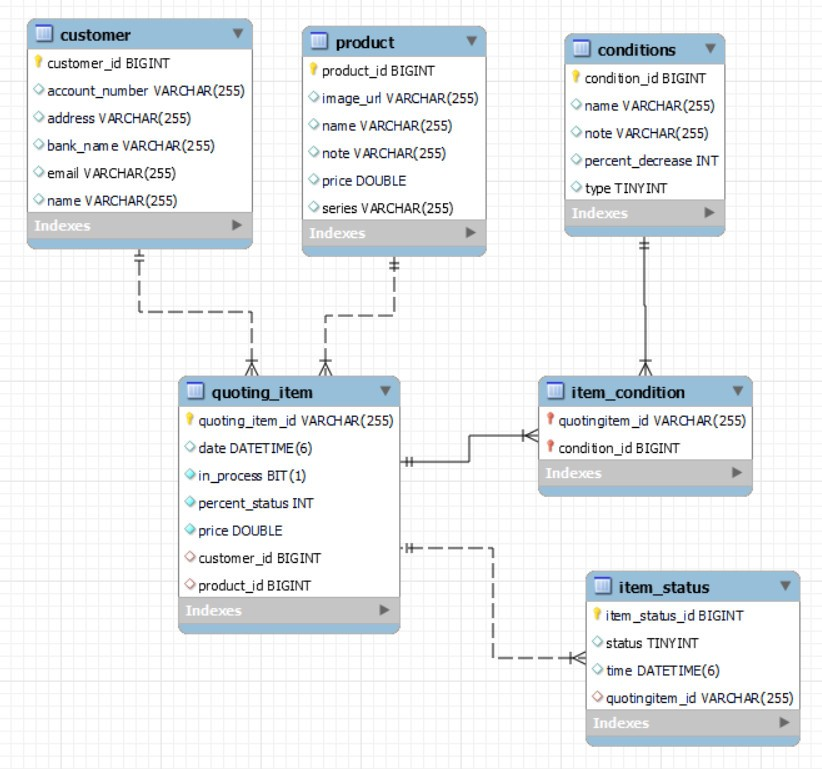 customer
customer_id BIGINT
account_number VARCHAR(255)
address VARCHAR(255)
bank_name VARCHAR(255)
email VARCHAR(255)
name VARCHAR(255)
Indexes
product
product_id BIGINT
image_url VARCHAR(255)
name VARCHAR(255)
note VARCHAR(255)
price DOUBLE
series VARCHAR(255)
Indexes
conditions
condition_id BIGINT
name VARCHAR(255)
note VARCHAR(255)
percent_decrease INT
type TINYINT
Indexes
quoting_item
quoting_item_id VARCHAR(255)
date DATETIME(6)
in_process BIT(1)
percent_status INT
price DOUBLE
customer_id BIGINT
product_id BIGINT
Indexes
item_condition
quotingitem_id VARCHAR(255)
condition_id BIGINT
Indexes
item_status
item_status_id BIGINT
status TINYINT
time DATETIME(6)
quotingitem_id VARCHAR(255)
Indexes